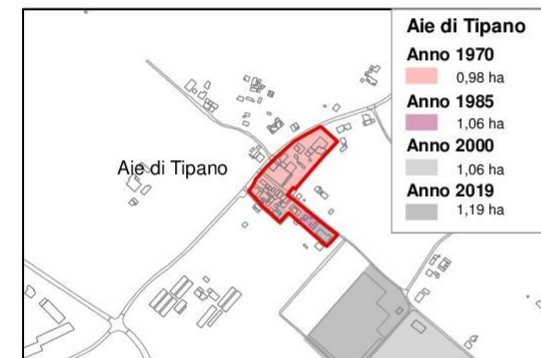 Aie di Tipano
Anno 1970
0,98 ha
Anno 1985
1,06 ha
Anno 2000
1,06 ha
Anno 2019
1,19 ha
Aie di Tipano